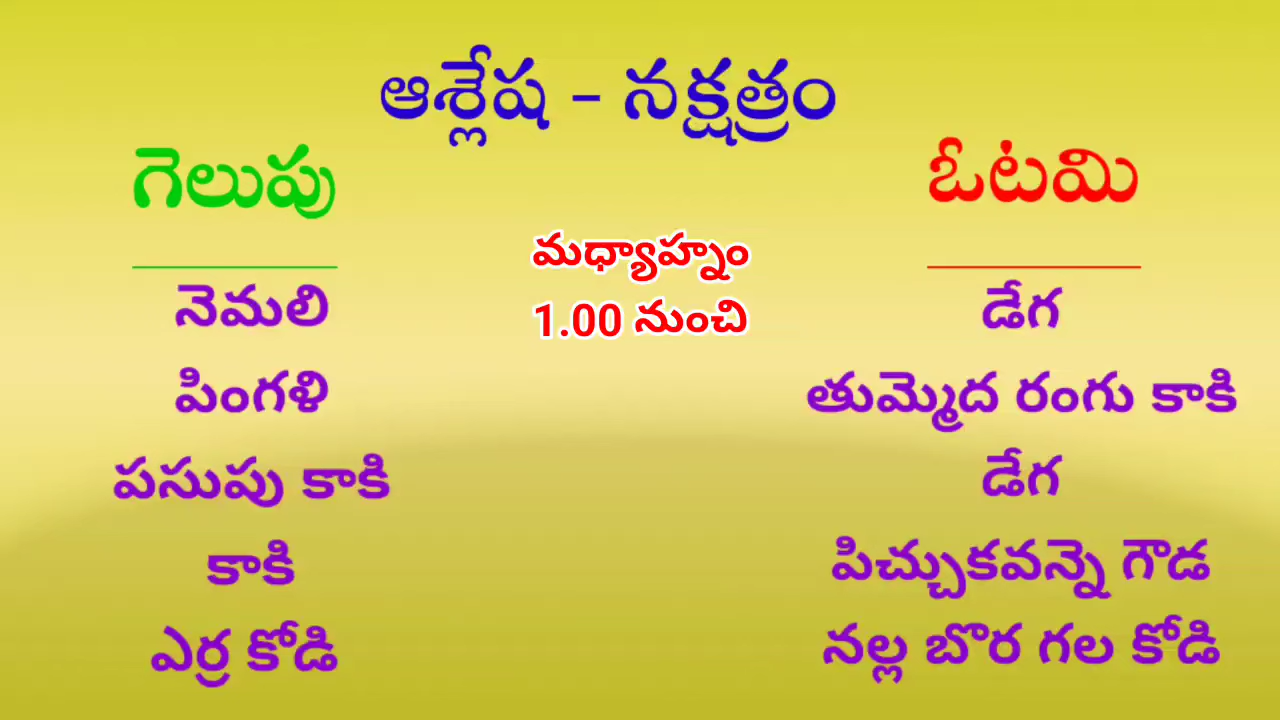 ఆశ్లేష - నక్షత్రం
గెలుపు
ఓటమి
మధ్యాహ్నం
1.00 నుంచి
నెమలి
డేగ
పింగళి
తుమ్మెద రంగు కాకి
పసుపు కాకి
డేగ
కాకి
పిచ్చుకవన్నె గౌడ
ఎర్ర కోడి
నల్ల బొర గల కోడి